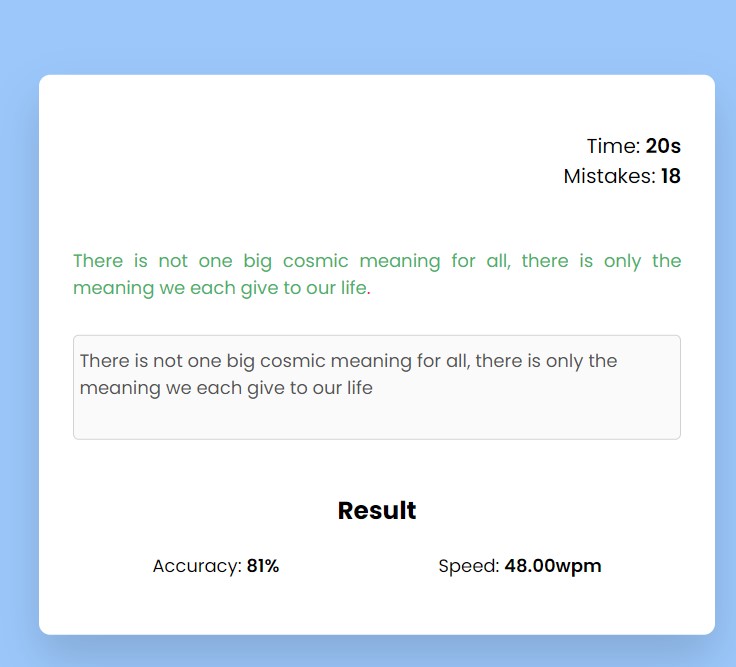 Time: 20s
Mistakes: 18
There is not one big cosmic meaning for all, there is only the
meaning we each give to our life.
There is not one big cosmic meaning for all, there is only the
meaning we each give to our life
Result
Accuracy: 81%
Speed: 48.00wpm